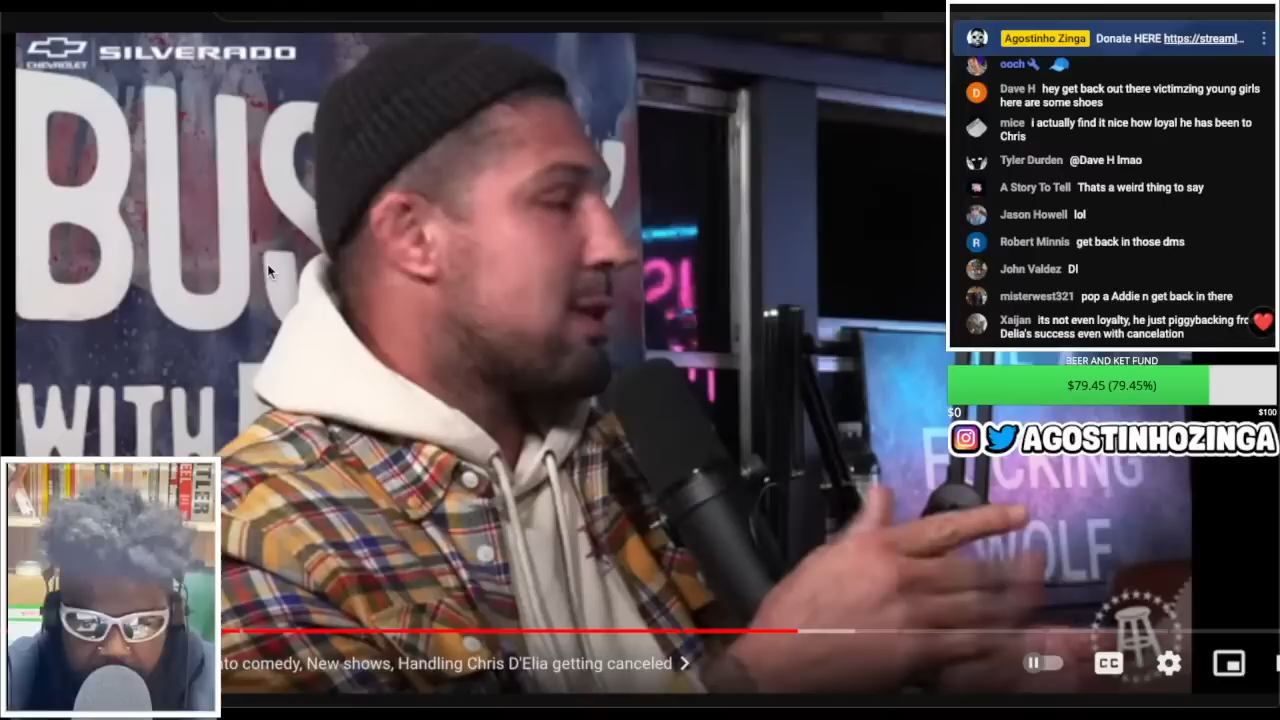 CHEVROLET
SILVERADO
BUS
WITH
F*CKING
WOLF
nto comedy, New shows, Handling Chris D'Elia getting canceled
CC
Agostinho Zinga Donate HERE https://streaml...
ooch
D
Dave H hey get back out there victimzing young girls
here are some shoes
mice i actually find it nice how loyal he has been to
Chris
Tyler Durden @Dave H lmao
A Story To Tell Thats a weird thing to say
Jason Howell lol
R
Robert Minnis get back in those dms
John Valdez DI
misterwest321 pop a Addie n get back in there
Xaijan its not even loyalty, he just piggybacking fro
Delia's success even with cancelation
BEER AND KET FUND
$79.45 (79.45%)
$0
$100
AGOSTINHOZINGA